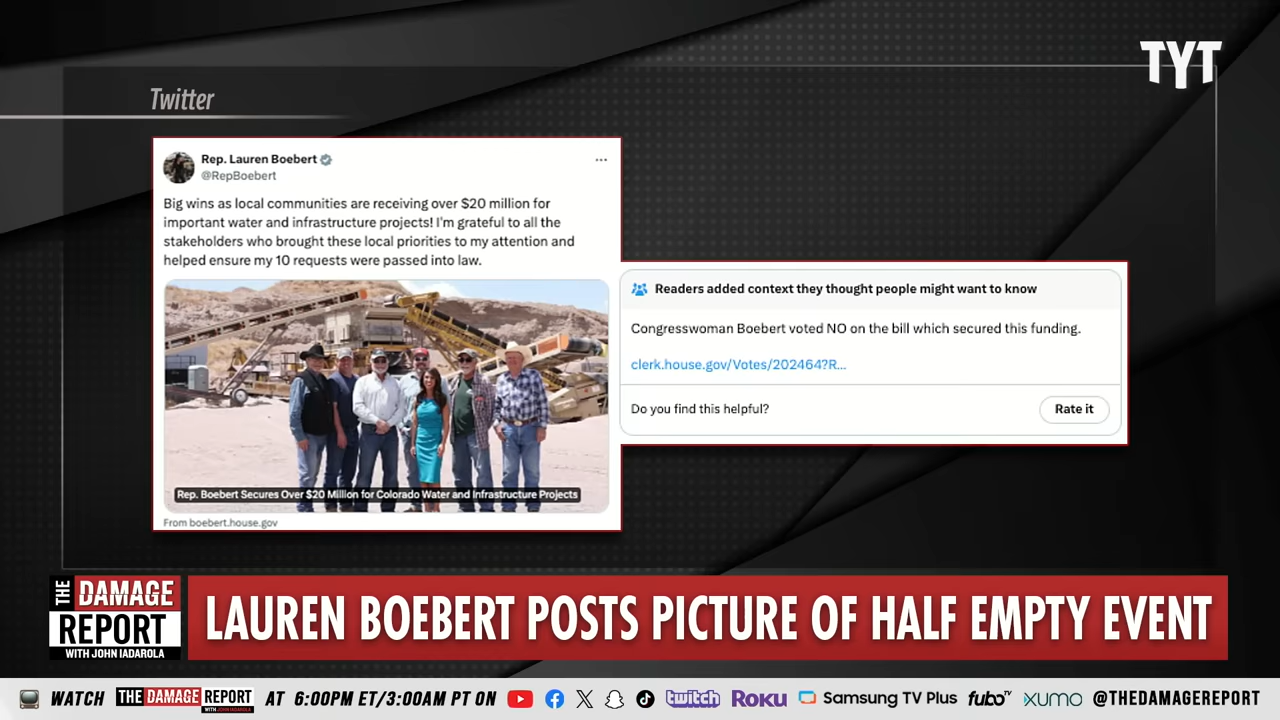 TYT
Twitter
Rep. Lauren Boebert
@RepBoebert
Big wins as local communities are receiving over $20 million for
important water and infrastructure projects! I'm grateful to all the
stakeholders who brought these local priorities to my attention and
helped ensure my 10 requests were passed into law.
Rep. Boebert Secures Over $20 Million for Colorado Water and Infrastructure Projects
From boebert.house.gov
Readers added context they thought people might want to know
Congresswoman Boebert voted NO on the bill which secured this funding.
clerk.house.gov/Votes/202464?R...
Do you find this helpful?
Rate it
THE DAMAGE
REPORT
WITH JOHN IADAROLA
LAUREN BOEBERT POSTS PICTURE OF HALF EMPTY EVENT
WATCH THE DAMAGE REPORT WITH JOHN IADAROLA AT 6:00PM ET/3:00AM PT ON twitch Roku Samsung TV Plus fubo TV xumo @THEDAMAGEREPORT